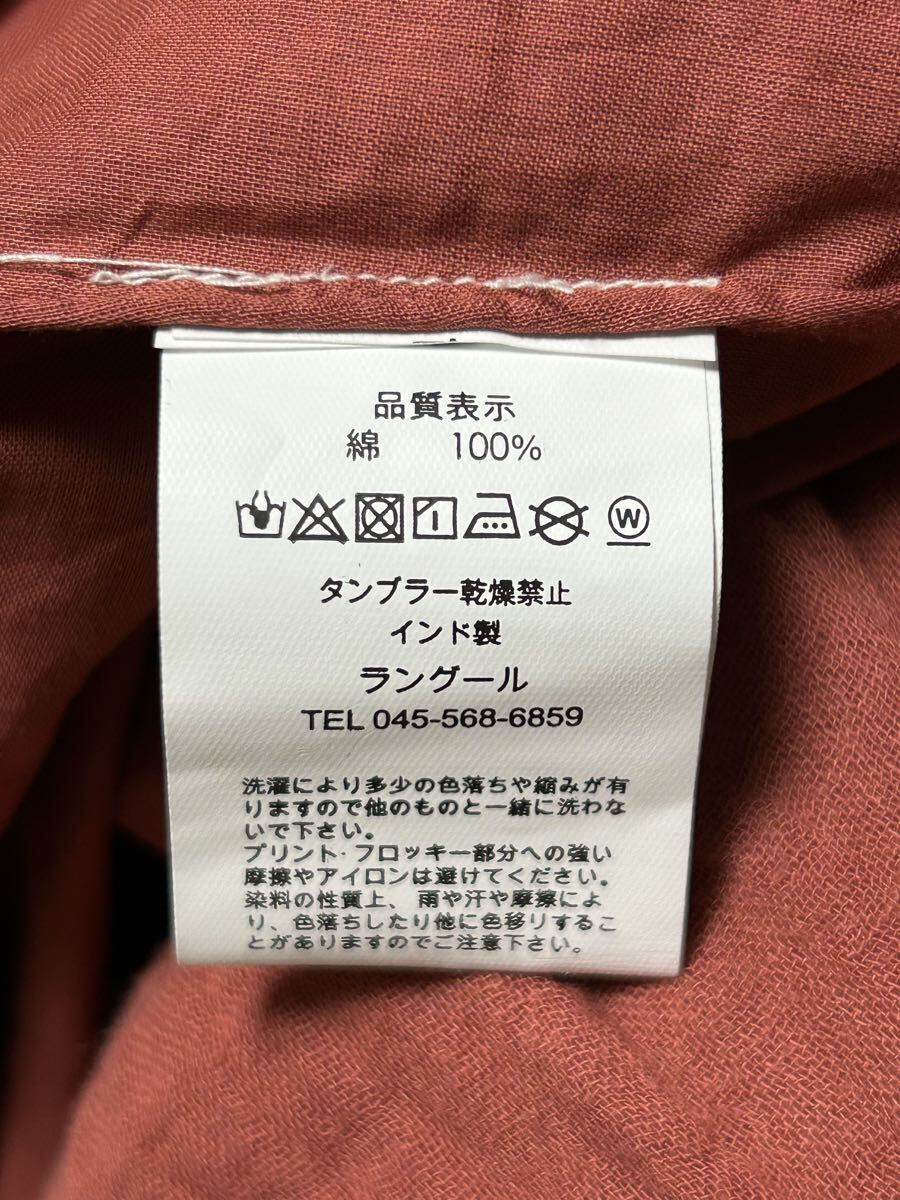 品質表示
綿 100%
W
タンブラー乾燥禁止
インド製
ラングール
TEL 045-568-6859
洗濯により多少の色落ちや縮みが有
りますので他のものと一緒に洗わな
いで下さい。
プリント・フロッキー部分への強い
摩擦やアイロンは避けてください。
染料の性質上、雨や汗や摩擦によ
り、色落ちしたり他に色移りするこ
とがありますのでご注意下さい。